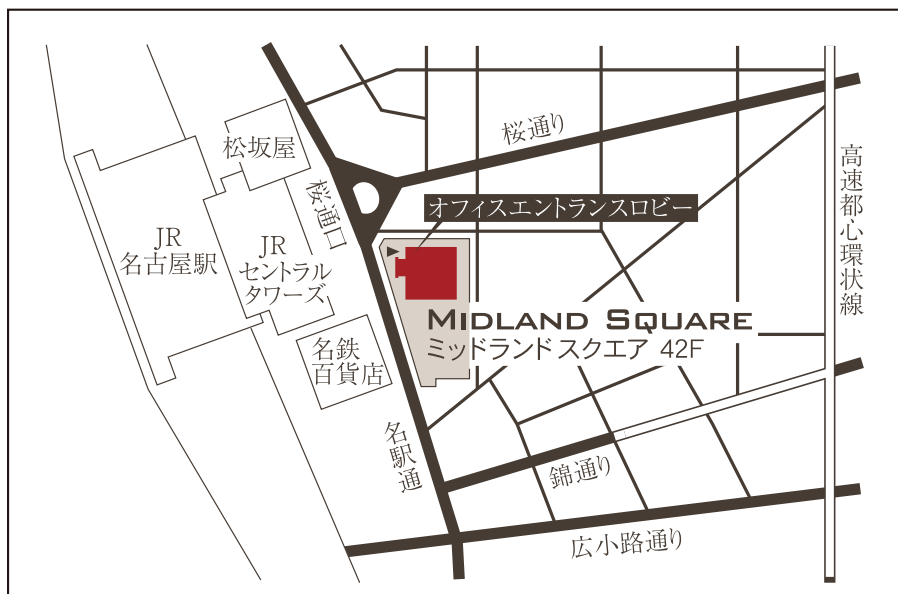 桜通り
松坂屋
高速都心環状線
桜通口
オフィスエントランスロビー
JR
名古屋駅
JR
セントラル
タワーズ
MIDLAND SQUARE
ミッドランド スクエア 42F
名鉄
百貨店
名駅通
錦通り
広小路通り